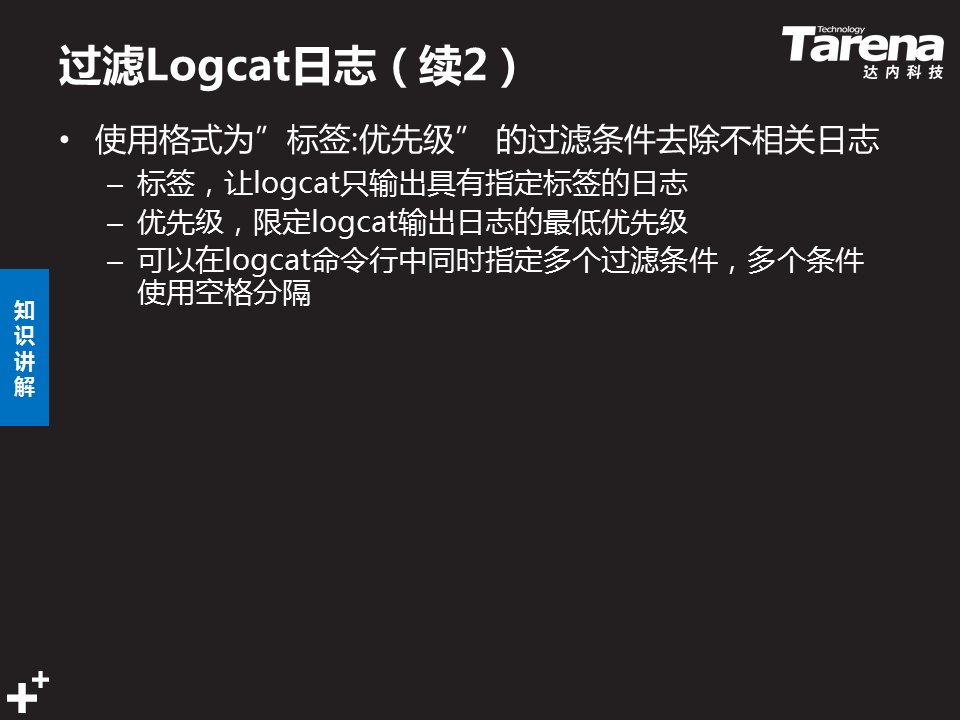 过滤Logcat日志（续2）
Technology
Tarena
达内科技
• 使用格式为”标签:优先级” 的过滤条件去除不相关日志
– 标签，让logcat只输出具有指定标签的日志
– 优先级，限定logcat输出日志的最低优先级
– 可以在logcat命令行中同时指定多个过滤条件，多个条件
使用空格分隔
知
识
讲
解